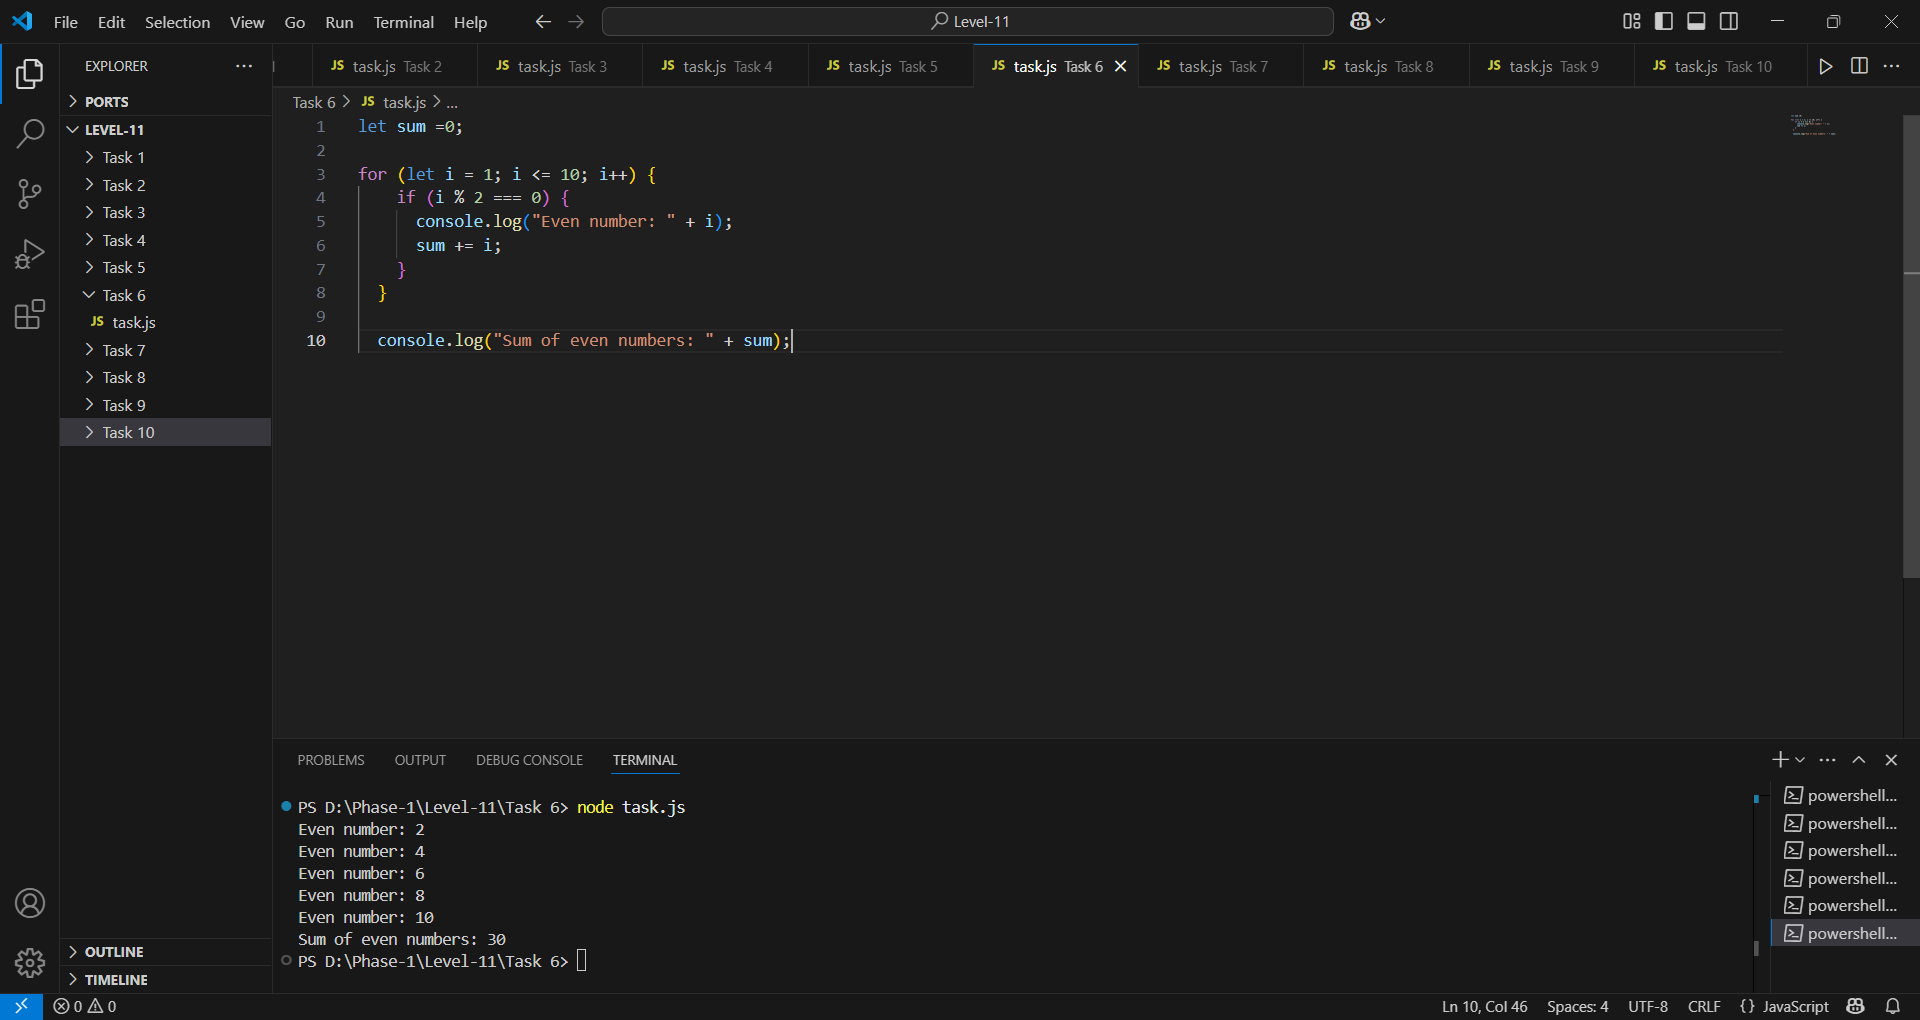 File Edit Selection View Go Run Terminal Help
Level-11
EXPLORER
PORTS
LEVEL-11
Task 1
Task 2
Task 3
Task 4
Task 5
Task 6
JS task.js
Task 7
Task 8
Task 9
Task 10
OUTLINE
TIMELINE
JS task.js Task 2
JS task.js Task 3
JS task.js Task 4
JS task.js Task 5
JS task.js Task 6
JS task.js Task 7
JS task.js Task 8
JS task.js Task 9
JS task.js Task 10
Task 6 > JS task.js > ...
1 let sum =0;
2
3 for (let i = 1; i <= 10; i++) {
4 if (i % 2 === 0) {
5 console.log("Even number: " + i);
6 sum += i;
7 }
8 }
9
10 console.log("Sum of even numbers: " + sum);
PROBLEMS OUTPUT DEBUG CONSOLE TERMINAL
PS D:\Phase-1\Level-11\Task 6> node task.js
Even number: 2
Even number: 4
Even number: 6
Even number: 8
Even number: 10
Sum of even numbers: 30
PS D:\Phase-1\Level-11\Task 6>
powershell...
powershell...
powershell...
powershell...
powershell...
powershell...
0 0
Ln 10, Col 46 Spaces: 4 UTF-8 CRLF {} JavaScript